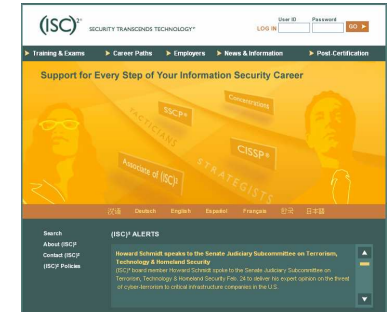 (ISC)²® SECURITY TRANSCENDS TECHNOLOGY®
User ID Password
LOG IN GO
Training & Exams Career Paths Employers News & Information Post-Certification
Support for Every Step of Your Information Security Career
Concentrations
SSCP®
TACTICIANS
CISSP®
Associate of (ISC)²
STRATEGISTS
汉语 Deutsch English Español Français 한국 日本語
Search
About (ISC)²
Contact (ISC)²
(ISC)² Policies
(ISC)² ALERTS
Howard Schmidt speaks to the Senate Judiciary Subcommittee on Terrorism,
Technology & Homeland Security
(ISC)² board member Howard Schmidt spoke to the Senate Judiciary Subcommittee on
Terrorism, Technology & Homeland Security Feb. 24 to deliver his expert opinion on the threat
of cyber-terrorism to critical infrastructure companies in the U.S.